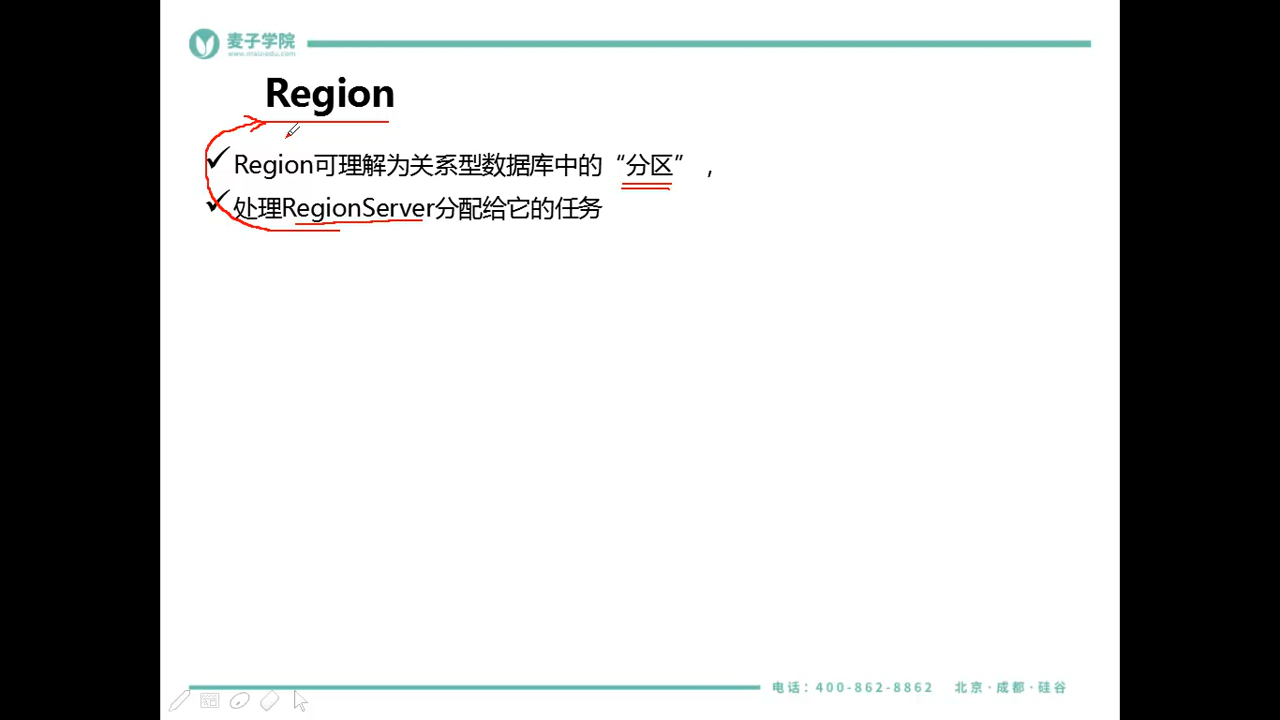 麦子学院
www.maiziedu.com
Region
Region可理解为关系型数据库中的“分区”，
处理RegionServer分配给它的任务
电话：400-862-8862 北京·成都·硅谷